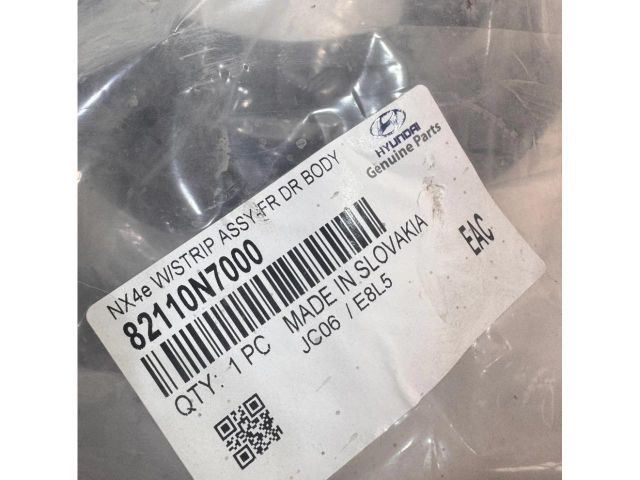 HYUNDAI
Genuine Parts
NX4e W/STRIP ASSY-FR DR BODY
82110N7000
QTY: 1 PC MADE IN SLOVAKIA
JC06 / E8L5
EAC